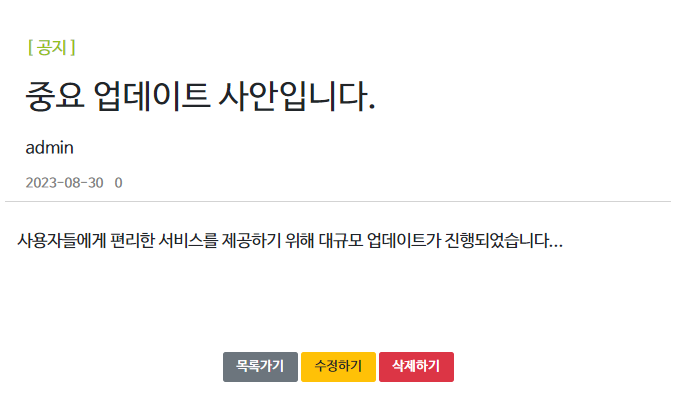 [ 공지 ]
중요 업데이트 사안입니다.
admin
2023-08-30 0
사용자들에게 편리한 서비스를 제공하기 위해 대규모 업데이트가 진행되었습니다...
목록가기 수정하기 삭제하기